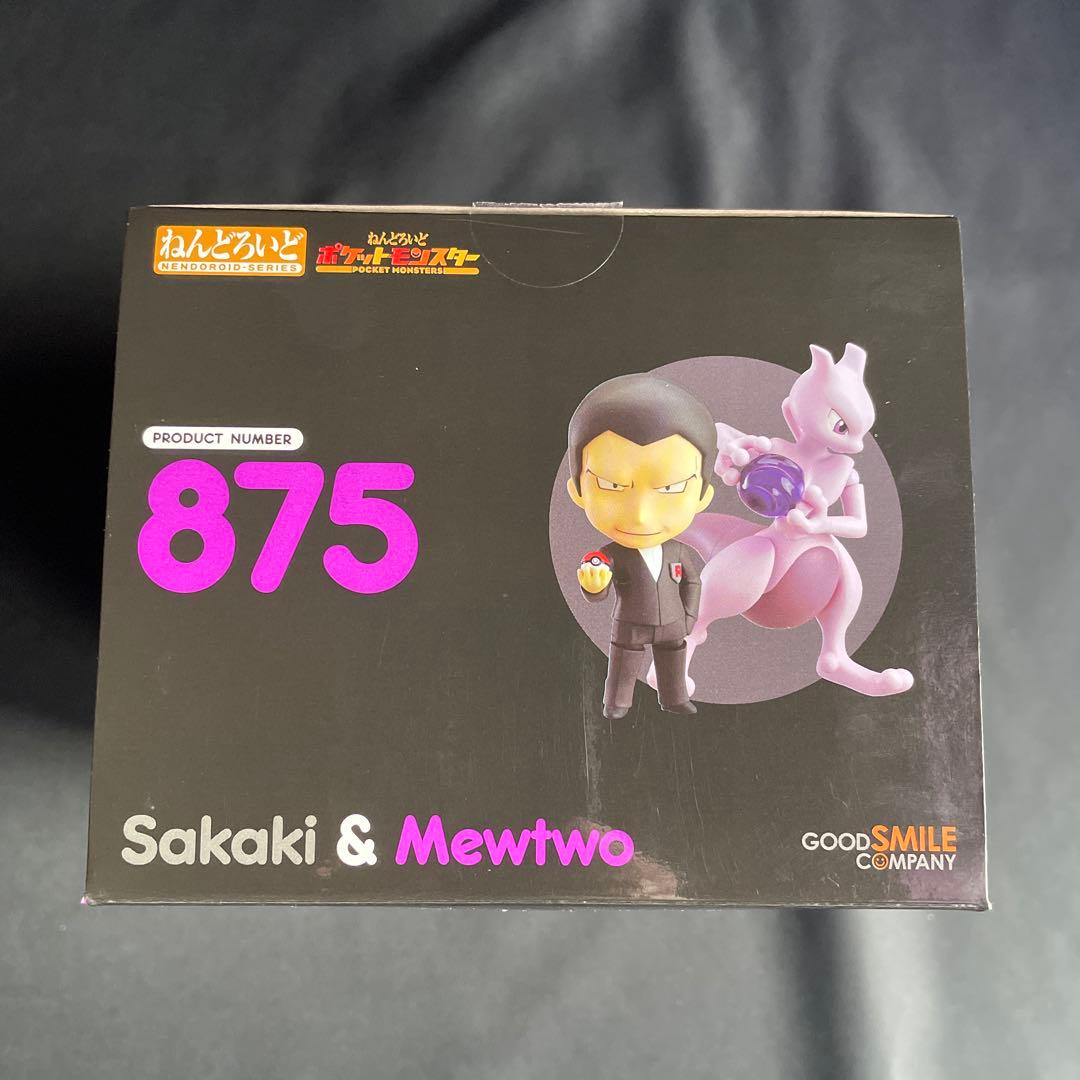 ねんどろいど
NENDOROID-SERIES
ねんどろいど
ポケットモンスター
POCKET MONSTERS
PRODUCT NUMBER
875
R
Sakaki & Mewtwo
GOOD SMILE
COMPANY